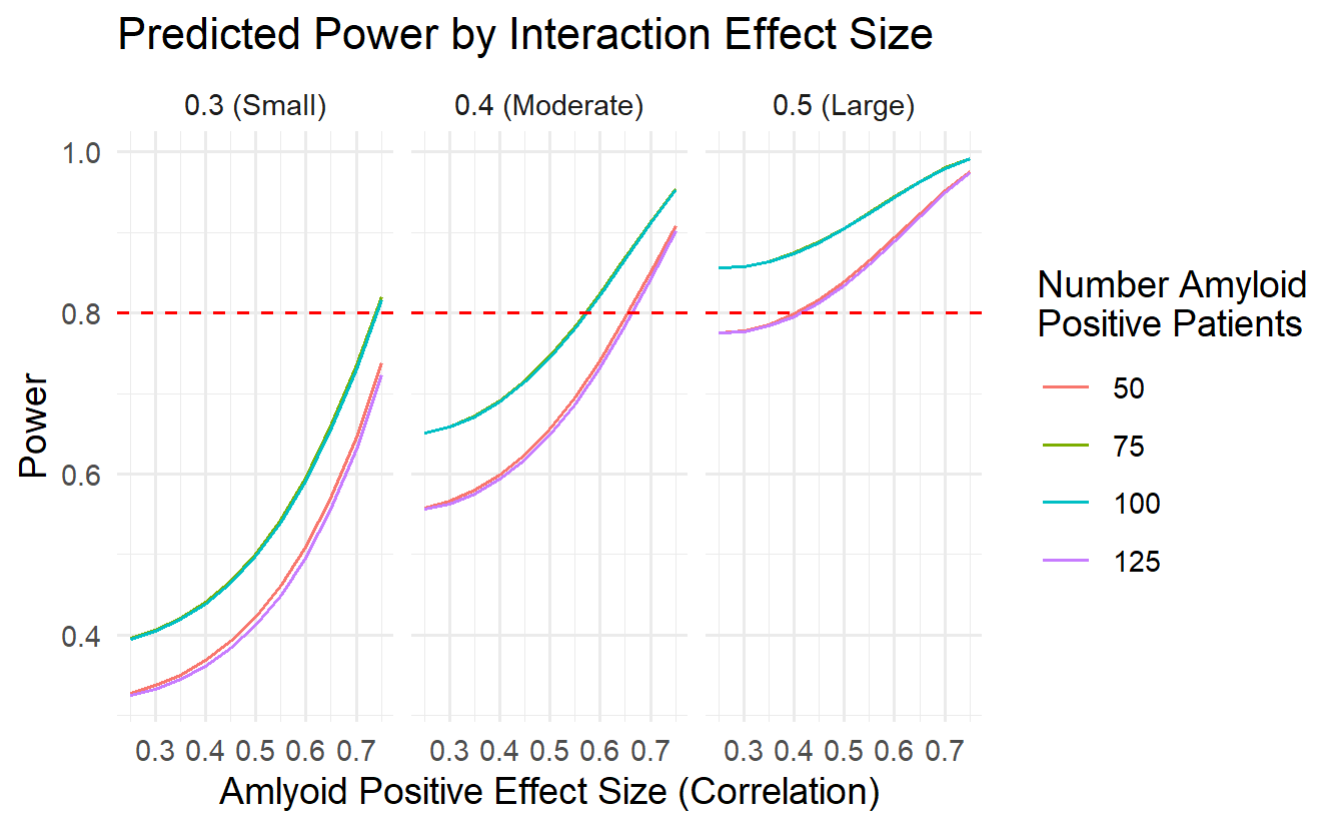 Predicted Power by Interaction Effect Size
0.3 (Small) 0.4 (Moderate) 0.5 (Large)
1.0
0.8
0.6
0.4
Power
0.3 0.4 0.5 0.6 0.7 0.3 0.4 0.5 0.6 0.7 0.3 0.4 0.5 0.6 0.7
Amlyoid Positive Effect Size (Correlation)
Number Amyloid
Positive Patients
50
75
100
125